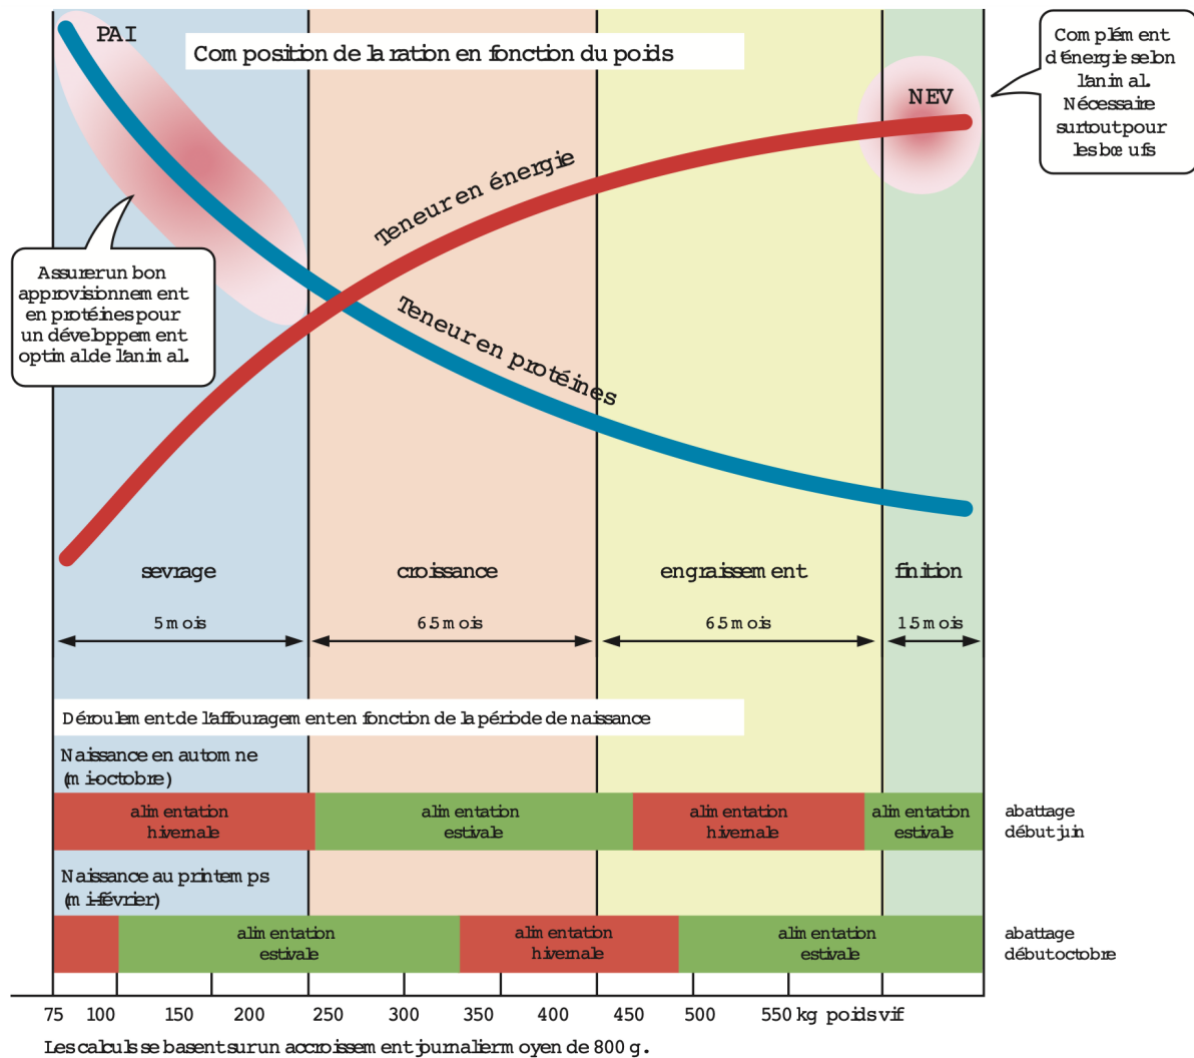 PAI
Composition de la ration en fonction du poids
NEV
Complément
d'énergie selon
l'animal.
Nécessaire
surtout pour
les bœufs
Teneur en énergie
Teneur en protéines
Assurer un bon
approvisionnement
en protéines pour
un développment
optimal de l'animal.
sevrage
croissance
engraissement
finition
5 mois
6.5 mois
6.5 mois
1.5 mois
Déroulement de l'affouragement en fonction de la période de naissance
Naissance en automne
(mi-octobre)
alimentation
hivernale
alimentation
estivale
alimentation
hivernale
alimentation
estivale
abattage
début juin
Naissance au printemps
(mi-février)
alimentation
estivale
alimentation
hivernale
alimentation
estivale
abattage
début octobre
75 100 150 200 250 350 400 450 500 550 kg poids vif
Les calculs se basent sur un accroissement journalier moyen de 800 g.